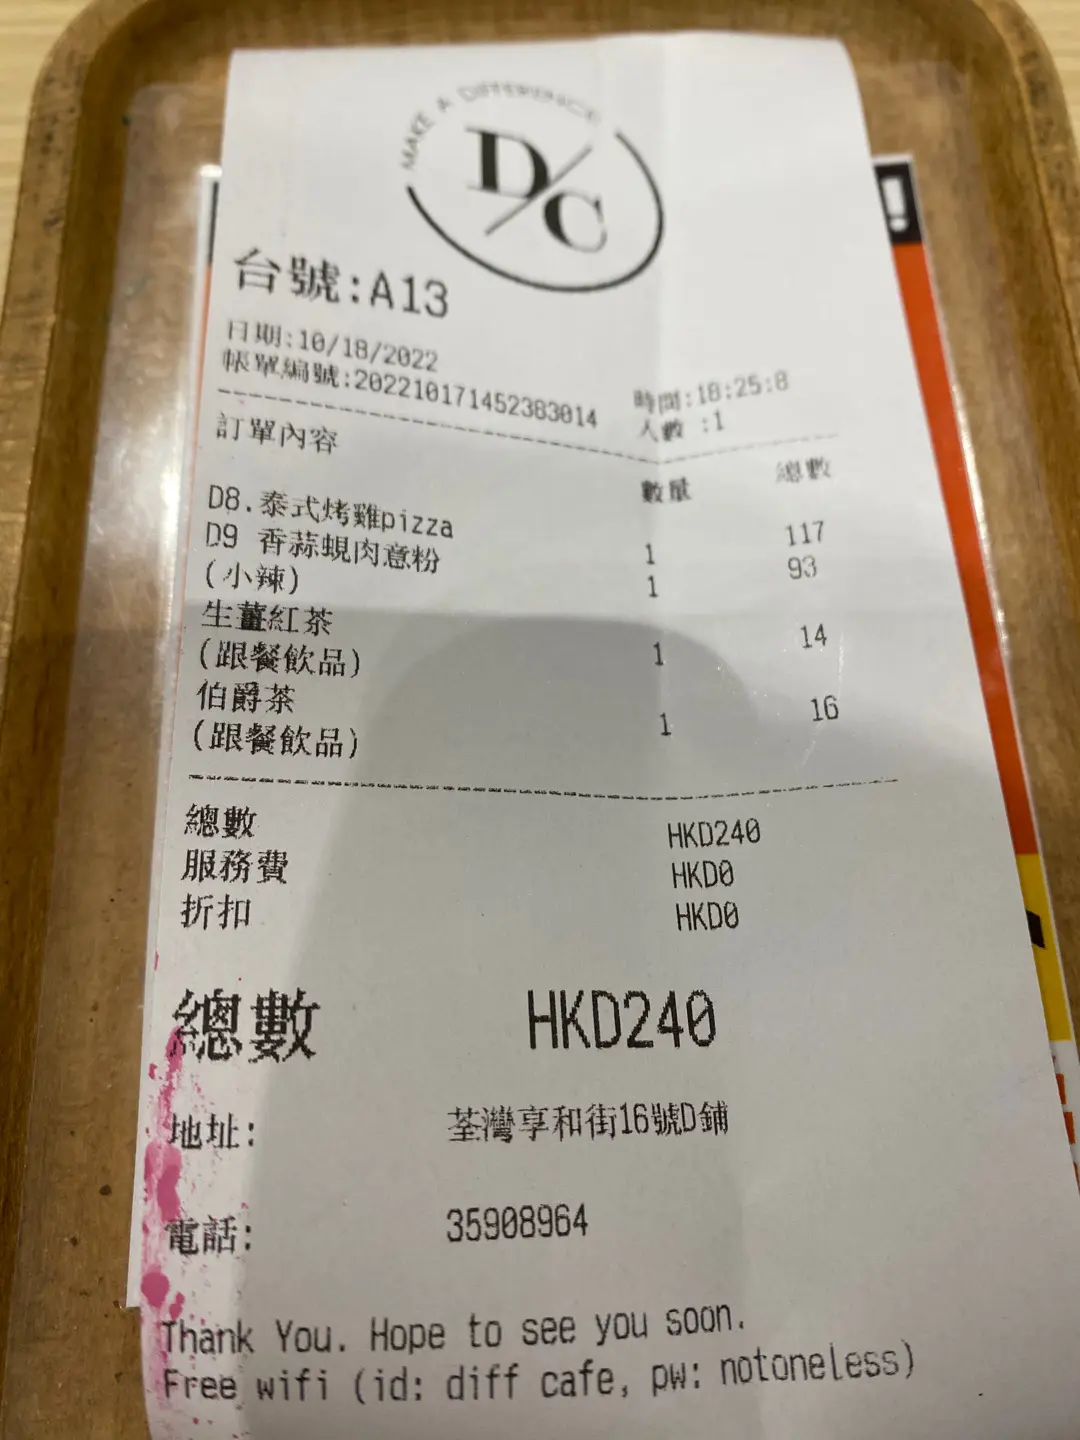 MAKE A DIFFERENCE
D/C
台號:A13
日期:10/18/2022
時間:18:25:8
帳單編號:202210171452383014
人數 :1
訂單內容 數量 總數
D8.泰式烤雞pizza 1 117
D9 香蒜蜆肉意粉 1 93
(小辣)
生薑紅茶 1 14
(跟餐飲品)
伯爵茶 1 16
(跟餐飲品)
總數 HKD240
服務費 HKD0
折扣 HKD0
總數 HKD240
地址: 荃灣享和街16號D鋪
電話: 35908964
Thank You. Hope to see you soon.
Free wifi (id: diff cafe, pw: notoneless)